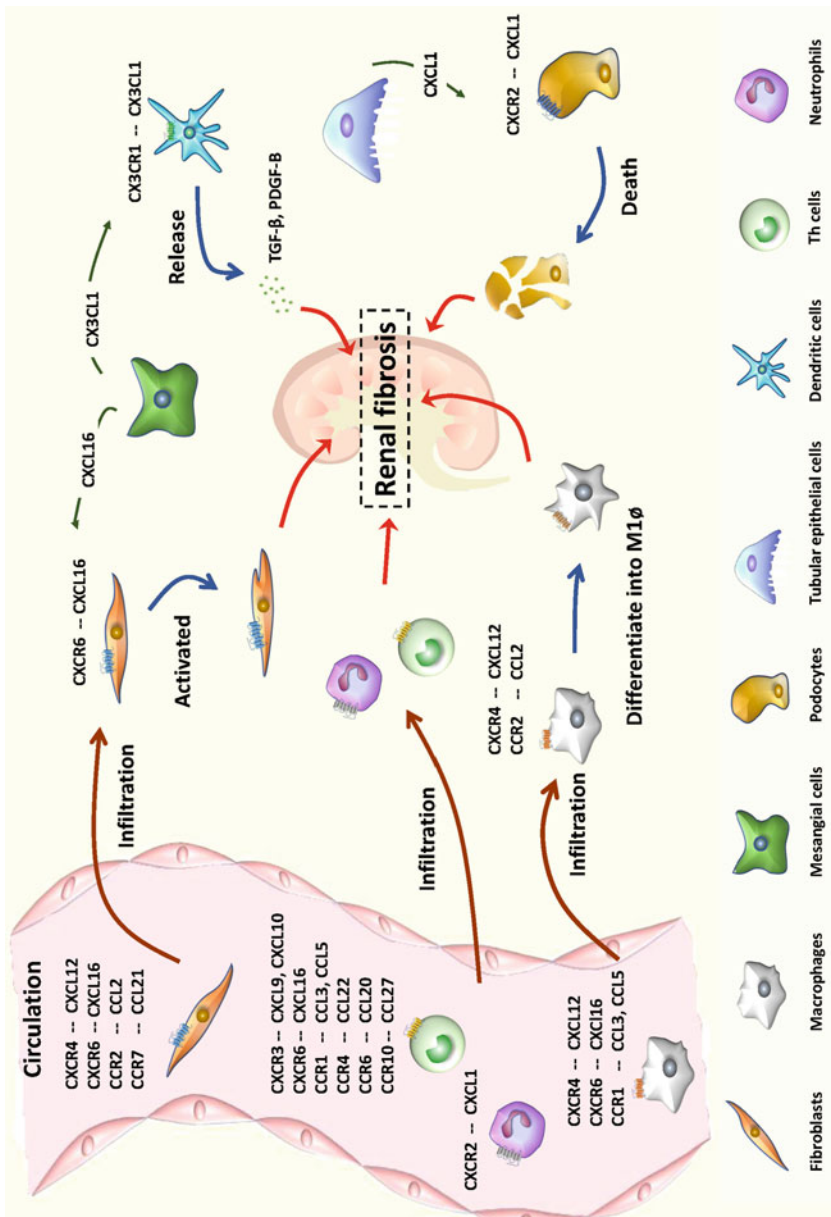 Circulation
CXCR4 -- CXCL12
CXCR6 -- CXCL16
CCR2 -- CCL2
CCR7 -- CCL21
Infiltration
CXCR6 -- CXCL16
Activated
CXCL16
CX3CL1
CX3CR1 -- CX3CL1
Release
TGF-β, PDGF-B
CXCR3 -- CXCL9, CXCL10
CXCR6 -- CXCL16
CCR1 -- CCL3, CCL5
CCR4 -- CCL22
CCR6 -- CCL20
CCR10 -- CCL27
CXCR2 -- CXCL1
Infiltration
Renal fibrosis
CXCL1
CXCR2 -- CXCL1
Death
CXCR4 -- CXCL12
CXCR6 -- CXCl16
CCR1 -- CCL3, CCL5
Infiltration
CXCR4 -- CXCL12
CCR2 -- CCL2
Differentiate into M1ø
Fibroblasts
Macrophages
Mesangial cells
Podocytes
Tubular epithelial cells
Dendritic cells
Th cells
Neutrophils